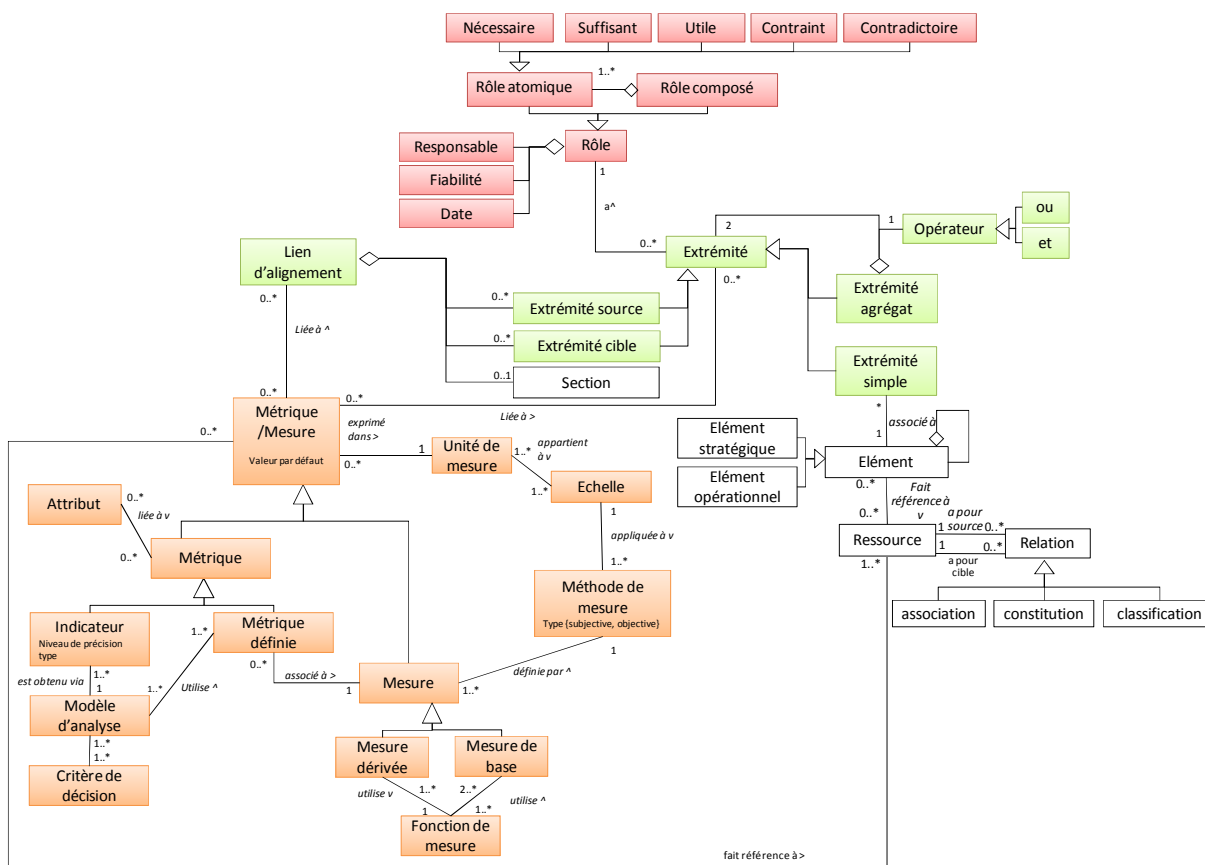 Nécessaire
Suffisant
Utile
Contraint
Contradictoire
1..*
Rôle atomique
Rôle composé
Responsable
Rôle
Fiabilité
1
Date
a^
2
1
Opérateur
ou
et
Lien
d’alignement
0..*
Extrémité
0..*
0..*
Extrémité
agrégat
0..*
Extrémité source
Liée à ^
0..*
Extrémité cible
Extrémité
simple
0..1
Section
0..*
0..*
Liée à >
*
associé à
1
Métrique
/Mesure
Valeur par défaut
exprimé
dans >
0..*
0..*
1
Unité de
mesure
1..*
appartient
à v
1..*
Echelle
Elément
stratégique
Elément
Elément
opérationnel
0..*
Fait
référence à
v
0..*
Attribut
0..*
liée à v
0..*
Métrique
1
appliquée à v
1..*
Ressource
1
a pour
source
0..*
1
0..*
a pour
cible
Relation
1..*
association
constitution
classification
Méthode de
mesure
Type (subjective, objective)
1
Indicateur
Niveau de précision
type
1..*
Métrique
définie
0..*
associé à >
1
Mesure
1..*
définie par ^
1..*
est obtenu via
1
1..*
Utilise ^
Modèle
d’analyse
1..*
1..*
Critère de
décision
Mesure
dérivée
Mesure de
base
utilise v
1..*
2..*
utilise ^
1
1..*
Fonction de
mesure
fait référence à >